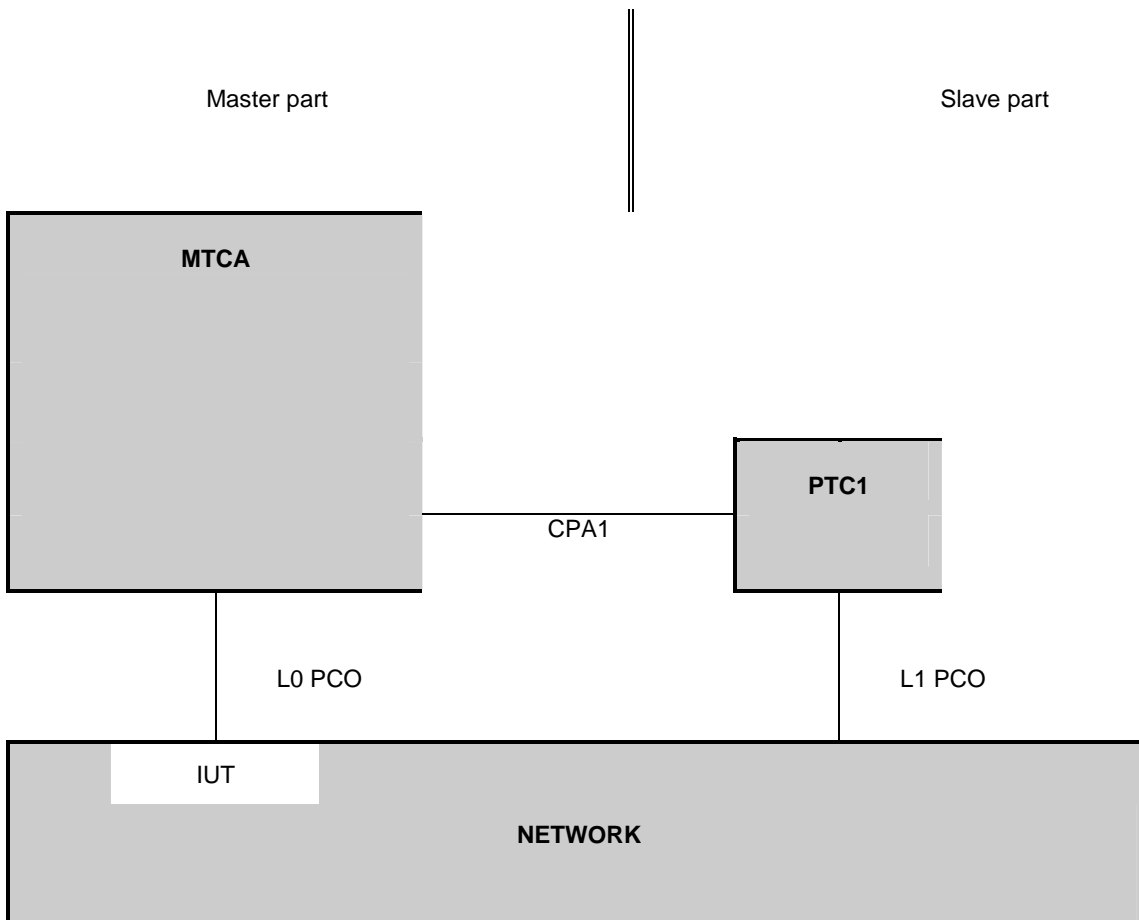 Master part
Slave part
MTCA
PTC1
CPA1
L0 PCO
L1 PCO
IUT
NETWORK